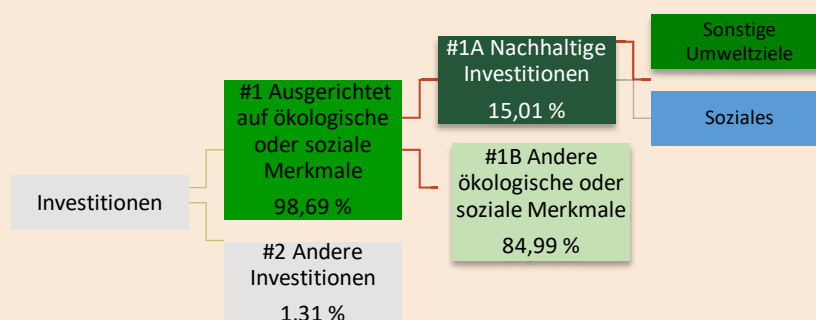 Investitionen
#1 Ausgerichtet
auf ökologische
oder soziale
Merkmale
98,69 %
#2 Andere
Investitionen
1,31 %
#1A Nachhaltige
Investitionen
15,01 %
#1B Andere
ökologische oder
soziale Merkmale
84,99 %
Sonstige
Umweltziele
Soziales